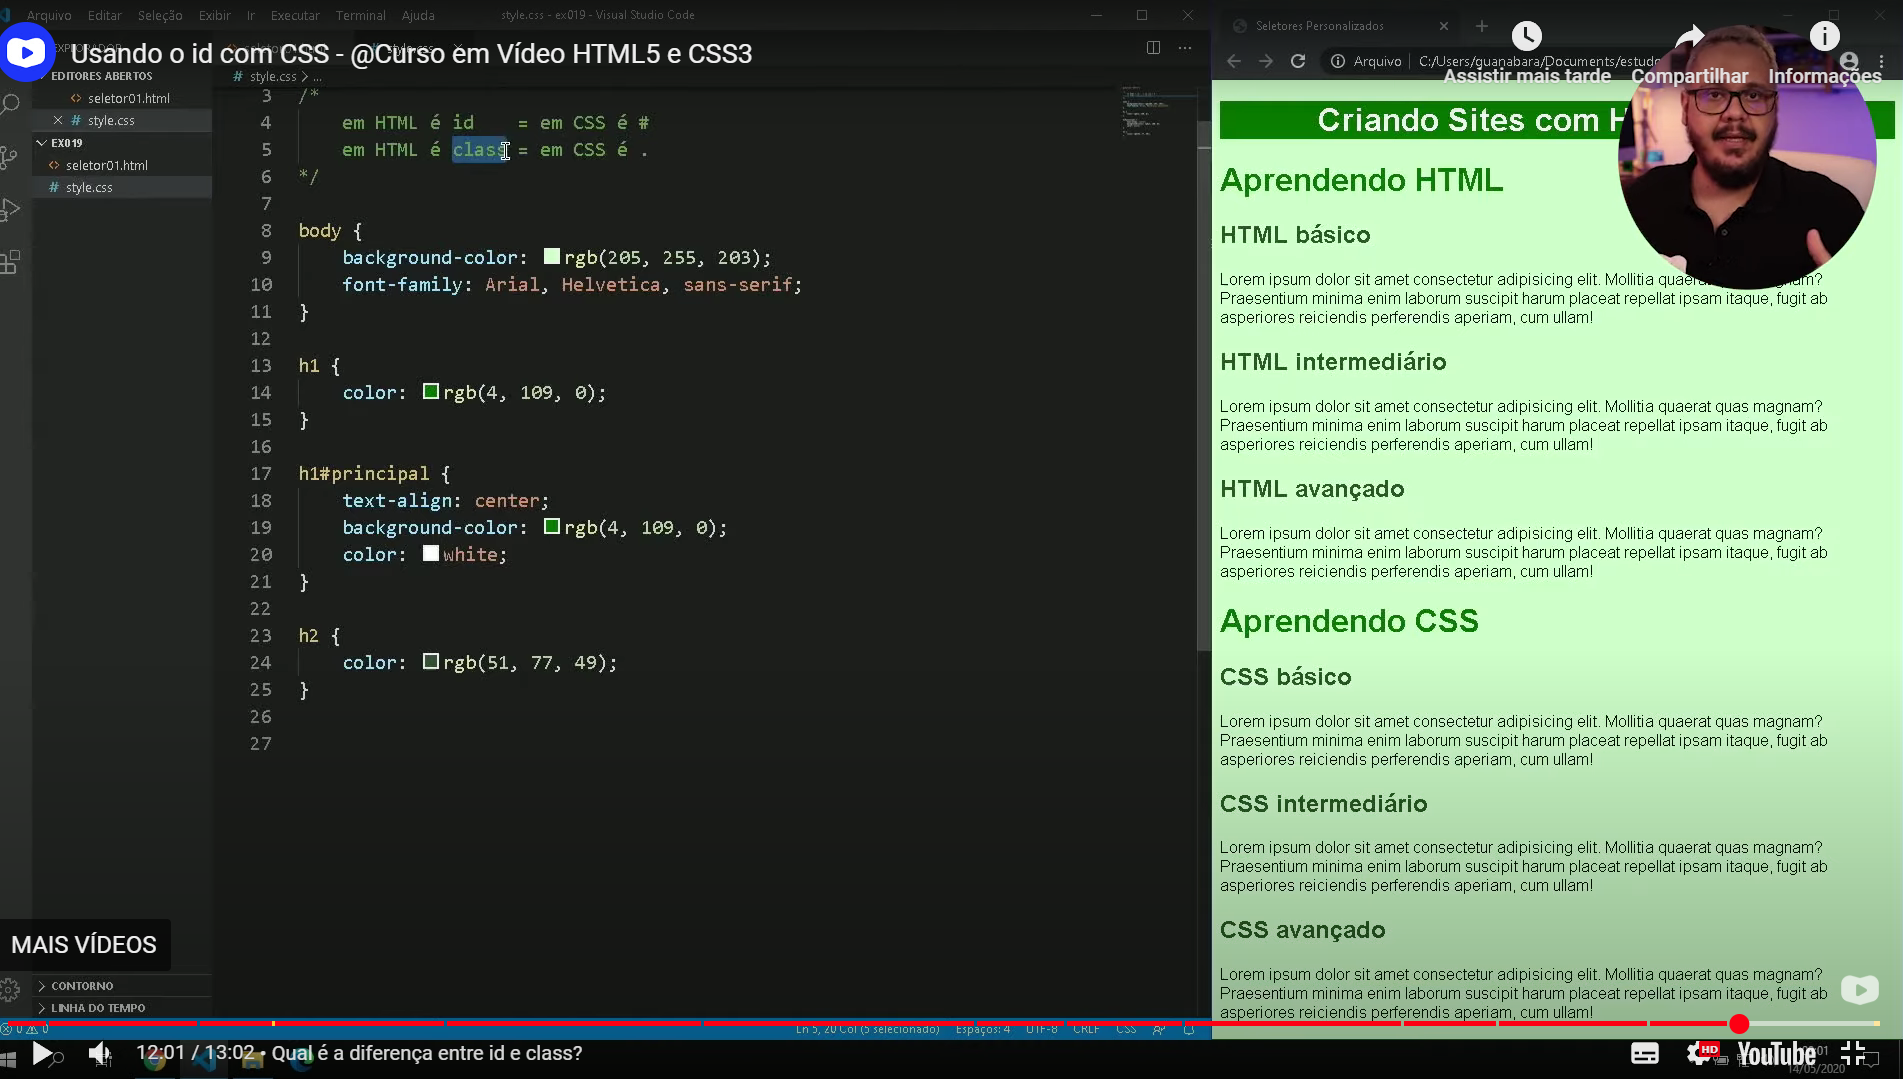 Arquivo Editar Seleção Exibir Ir Executar Terminal Ajuda
style.css - ex019 - Visual Studio Code
Usando o id com CSS - @Curso em Vídeo HTML5 e CSS3
EDITORES ABERTOS
seletor01.html
style.css
EX019
seletor01.html
style.css
CONTORNO
LINHA DO TEMPO
MAIS VÍDEOS
style.css > ...
3 /*
4 em HTML é id = em CSS é #
5 em HTML é class = em CSS é .
6 */
7
8 body {
9 background-color: rgb(205, 255, 203);
10 font-family: Arial, Helvetica, sans-serif;
11 }
12
13 h1 {
14 color: rgb(4, 109, 0);
15 }
16
17 h1#principal {
18 text-align: center;
19 background-color: rgb(4, 109, 0);
20 color: white;
21 }
22
23 h2 {
24 color: rgb(51, 77, 49);
25 }
26
27
Seletores Personalizados
Arquivo C:/Users/guanabara/Documents/estudo
Assistir mais tarde Compartilhar Informações
Criando Sites com H
Aprendendo HTML
HTML básico
Lorem ipsum dolor sit amet consectetur adipisicing elit. Mollitia quaerat quas magnam?
Praesentium minima enim laborum suscipit harum placeat repellat ipsam itaque, fugit ab
asperiores reiciendis perferendis aperiam, cum ullam!
HTML intermediário
Lorem ipsum dolor sit amet consectetur adipisicing elit. Mollitia quaerat quas magnam?
Praesentium minima enim laborum suscipit harum placeat repellat ipsam itaque, fugit ab
asperiores reiciendis perferendis aperiam, cum ullam!
HTML avançado
Lorem ipsum dolor sit amet consectetur adipisicing elit. Mollitia quaerat quas magnam?
Praesentium minima enim laborum suscipit harum placeat repellat ipsam itaque, fugit ab
asperiores reiciendis perferendis aperiam, cum ullam!
Aprendendo CSS
CSS básico
Lorem ipsum dolor sit amet consectetur adipisicing elit. Mollitia quaerat quas magnam?
Praesentium minima enim laborum suscipit harum placeat repellat ipsam itaque, fugit ab
asperiores reiciendis perferendis aperiam, cum ullam!
CSS intermediário
Lorem ipsum dolor sit amet consectetur adipisicing elit. Mollitia quaerat quas magnam?
Praesentium minima enim laborum suscipit harum placeat repellat ipsam itaque, fugit ab
asperiores reiciendis perferendis aperiam, cum ullam!
CSS avançado
Lorem ipsum dolor sit amet consectetur adipisicing elit. Mollitia quaerat quas magnam?
Praesentium minima enim laborum suscipit harum placeat repellat ipsam itaque, fugit ab
asperiores reiciendis perferendis aperiam, cum ullam!
Ln 5, 20 Col (5 selecionado) Espaços: 4 UTF-8 CRLF CSS
12:01 / 13:02 • Qual é a diferença entre id e class?
HD YouTube
14/05/2020